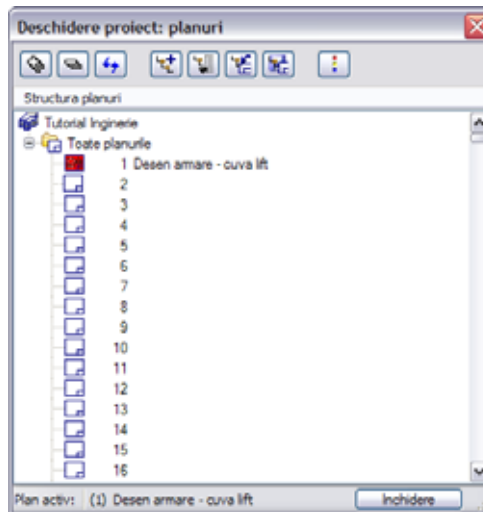 Deschidere proiect: planuri
Structura planuri
Tutorial Inginerie
Toate planurile
1 Desen armare - cuva lift
2
3
4
5
6
7
8
9
10
11
12
13
14
15
16
Plan activ: (1) Desen armare - cuva lift Inchidere